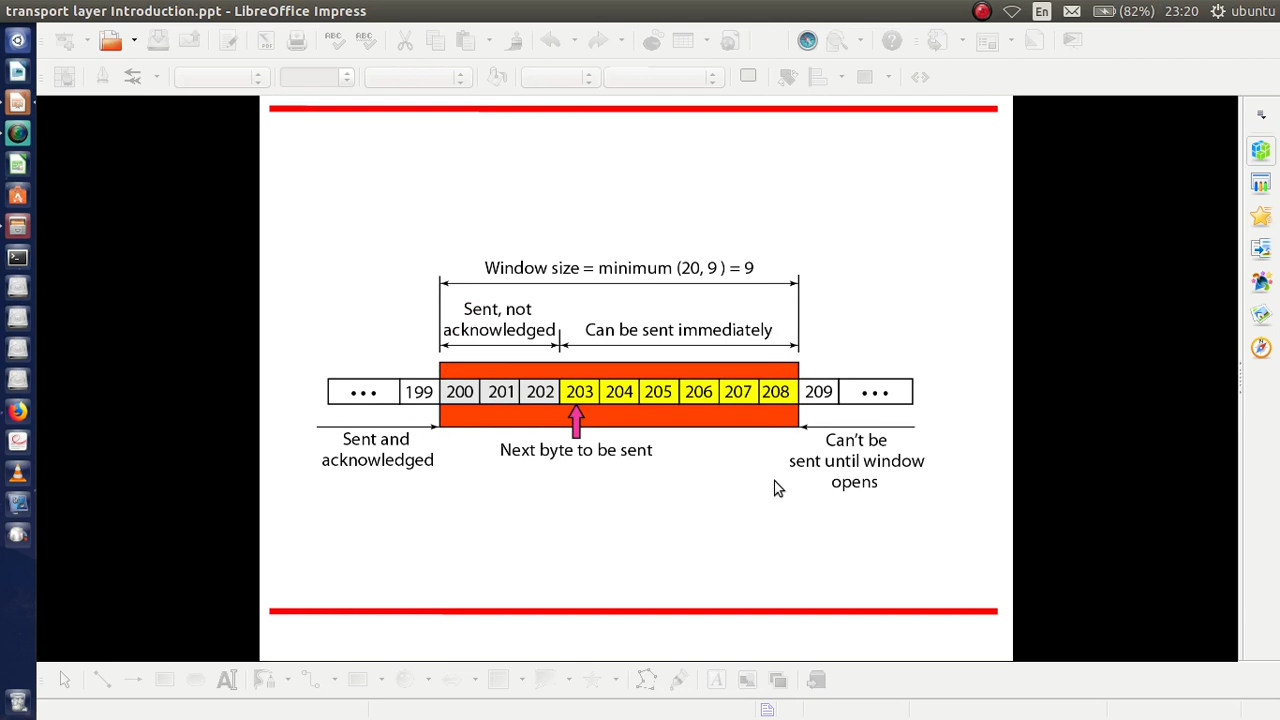 transport layer Introduction.ppt - LibreOffice Impress
En
(82%)
23:20
ubuntu
Window size = minimum (20, 9 ) = 9
Sent, not
acknowledged
Can be sent immediately
••• 199 200 201 202 203 204 205 206 207 208 209 •••
Sent and
acknowledged
Next byte to be sent
Can’t be
sent until window
opens